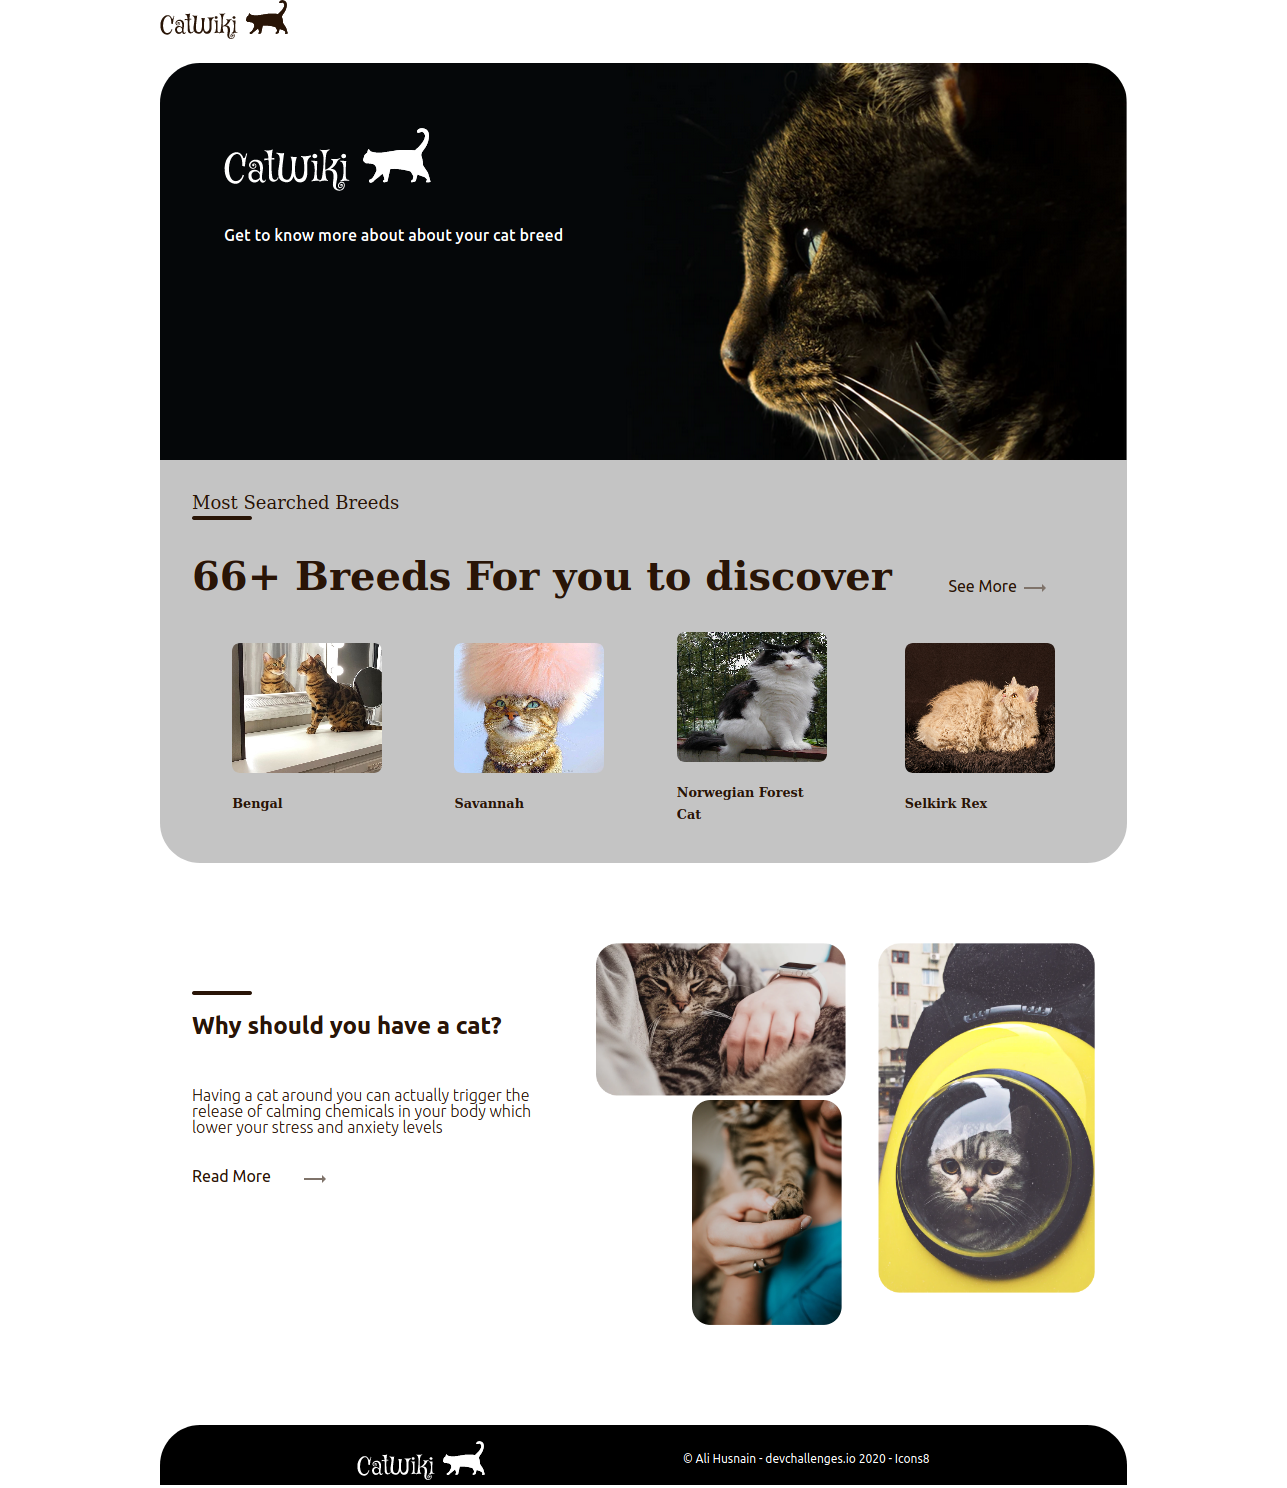 CatWiki
CatWiki
Get to know more about about your cat breed
Most Searched Breeds
66+ Breeds For you to discover
See More
Bengal
Savannah
Norwegian Forest
Cat
Selkirk Rex
Why should you have a cat?
Having a cat around you can actually trigger the
release of calming chemicals in your body which
lower your stress and anxiety levels
Read More
CatWiki
© Ali Husnain - devchallenges.io 2020 - Icons8